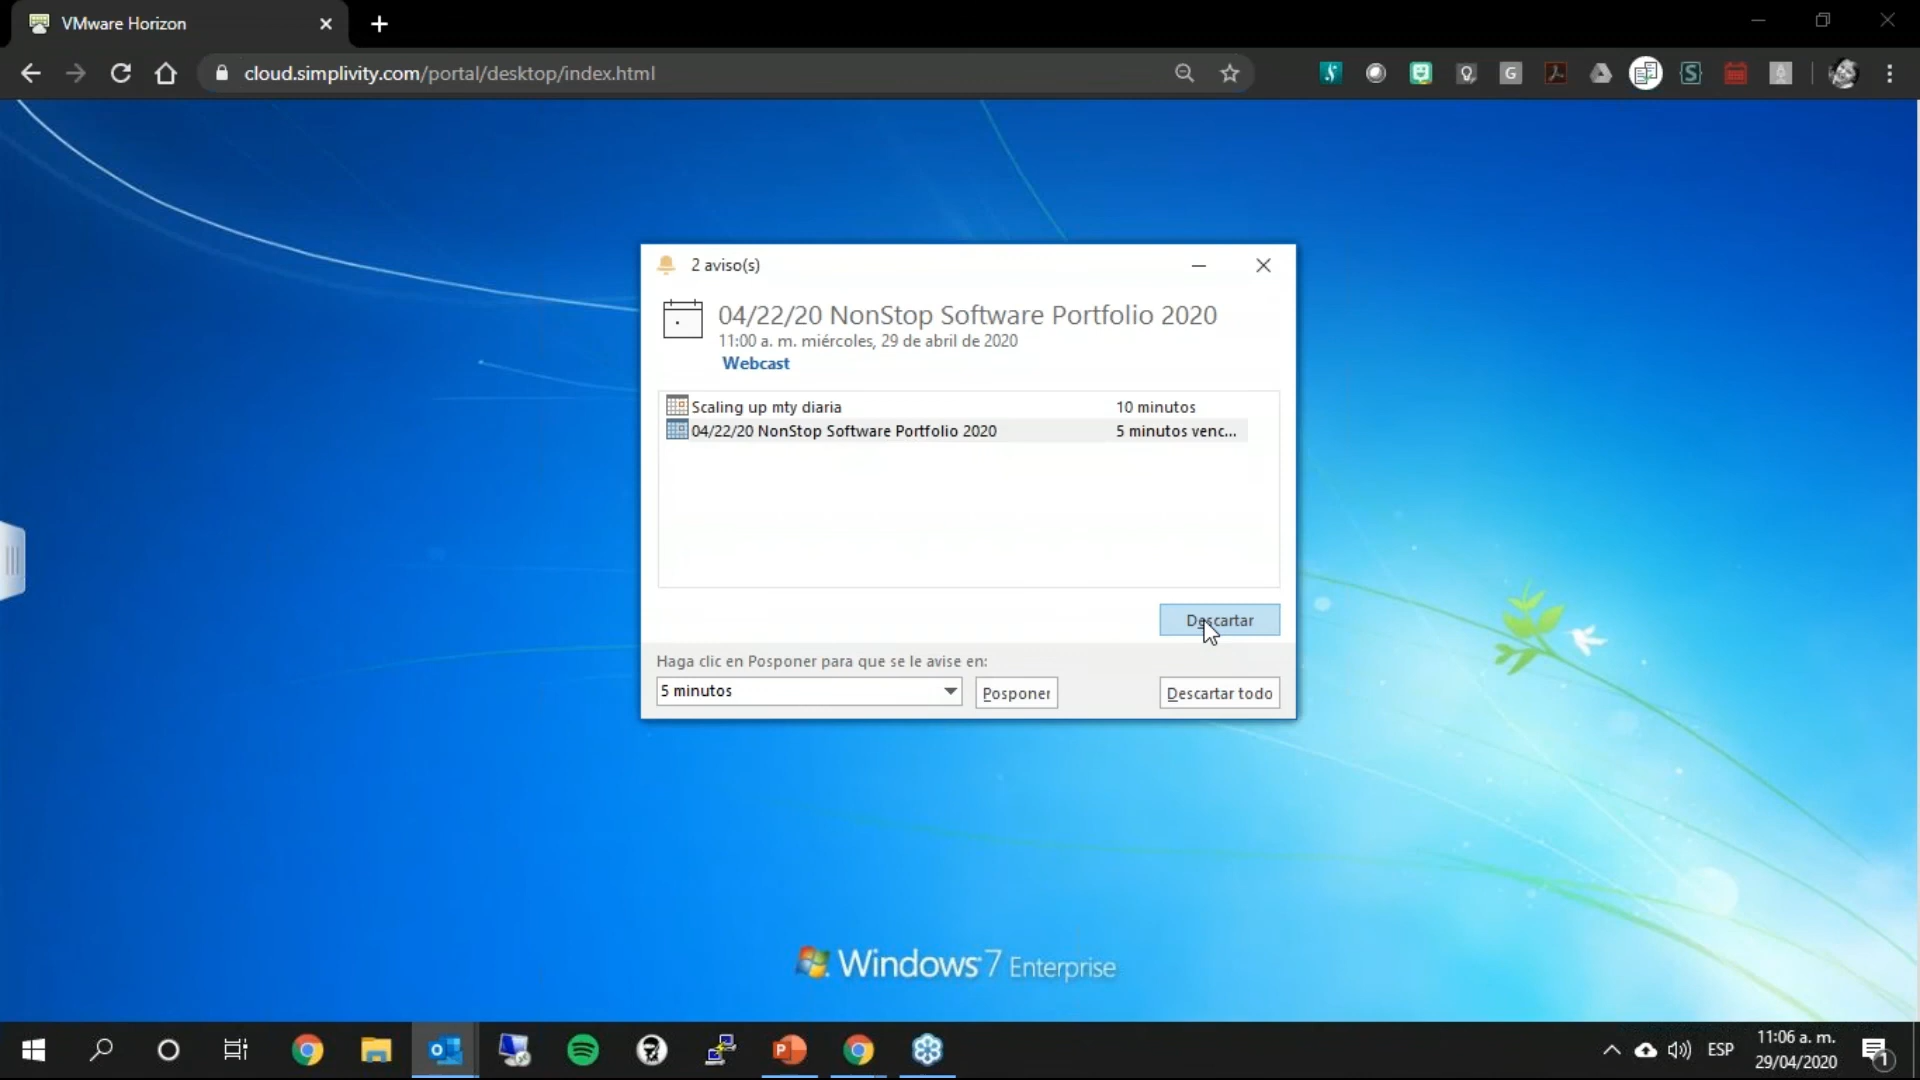 VMware Horizon
cloud.simplivity.com/portal/desktop/index.html
2 aviso(s)
04/22/20 NonStop Software Portfolio 2020
11:00 a. m. miércoles, 29 de abril de 2020
Webcast
Scaling up mty diaria 10 minutos
04/22/20 NonStop Software Portfolio 2020 5 minutos venc...
Descartar
Haga clic en Posponer para que se le avise en:
5 minutos Posponer Descartar todo
Windows 7 Enterprise
ESP
11:06 a. m.
29/04/2020
1